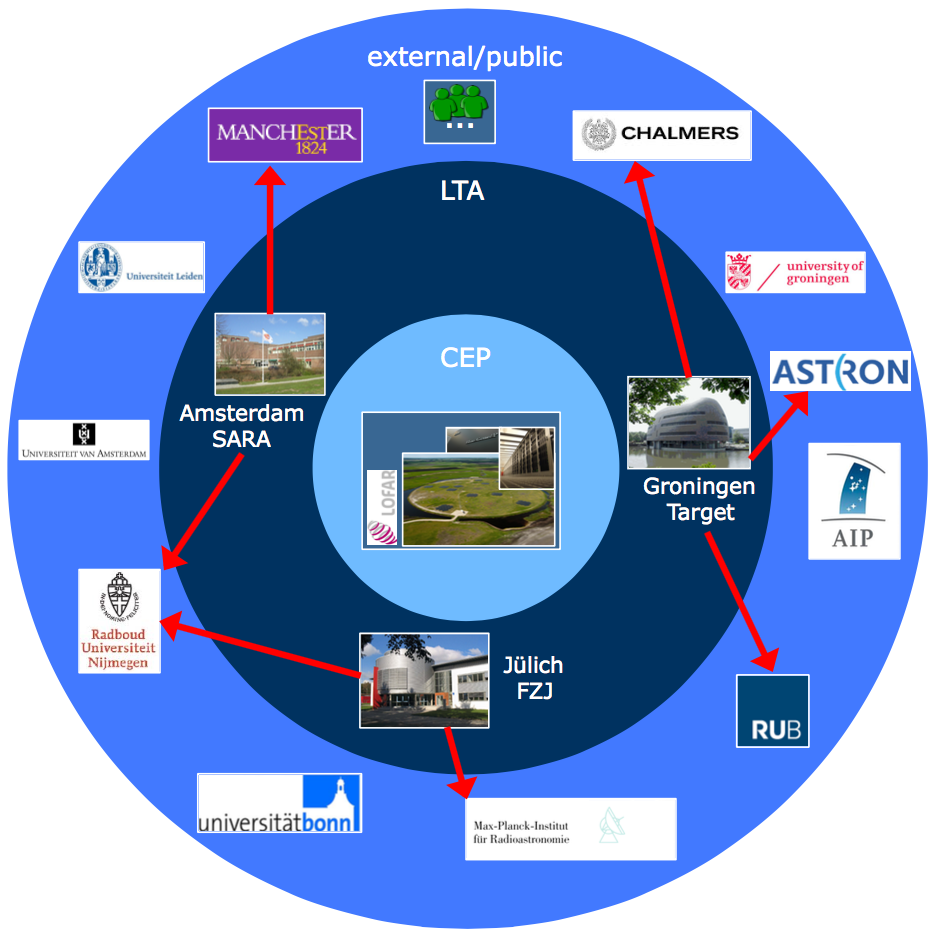 external/public
...
MANCHEStER
1824
CHALMERS
LTA
Universiteit Leiden
university of
groningen
CEP
ASTRON
Amsterdam
SARA
UNIVERSITEIT VAN AMSTERDAM
LOFAR
Groningen
Target
AIP
Radboud
Universiteit
Nijmegen
Jülich
FZJ
RUB
universitätbonn
Max-Planck-Institut
für Radioastronomie